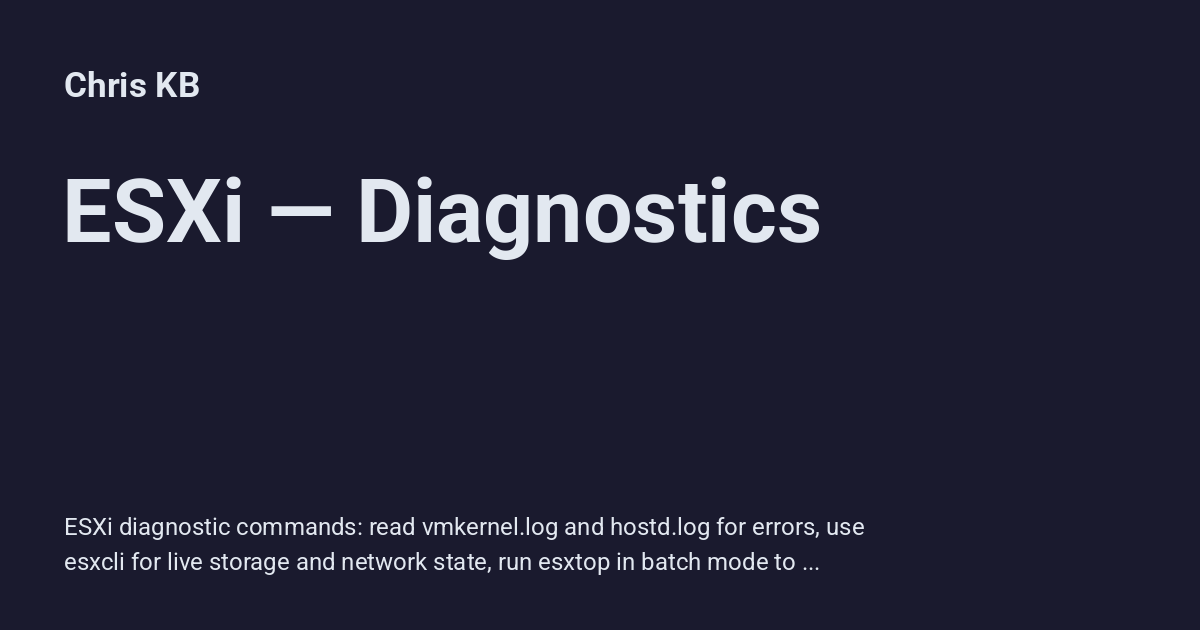 Chris KB
ESXi — Diagnostics
ESXi diagnostic commands: read vmkernel.log and hostd.log for errors, use
esxcli for live storage and network state, run esxtop in batch mode to ...